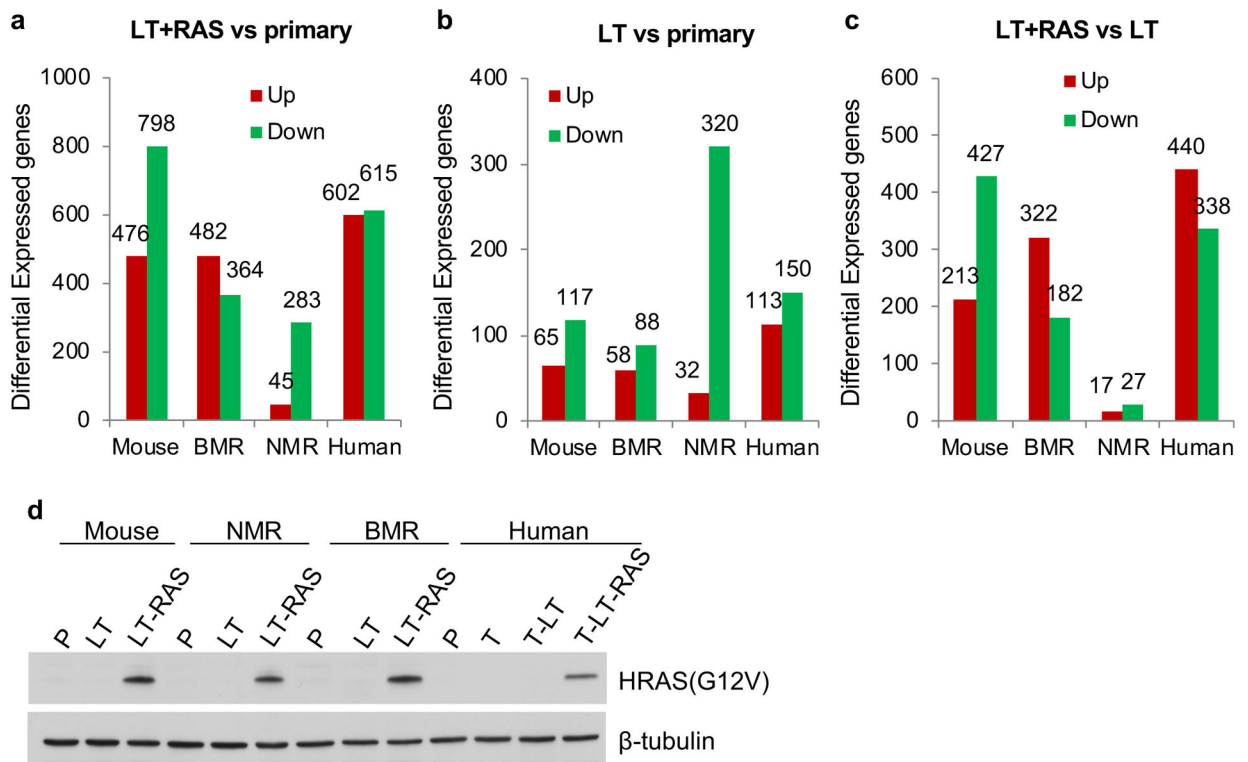 a
LT+RAS vs primary
Differential Expressed genes
1000
800
600
400
200
0
Up
Down
476
798
482
364
45
283
602
615
Mouse
BMR
NMR
Human
b
LT vs primary
Differential Expressed genes
400
300
200
100
0
Up
Down
65
117
58
88
32
320
113
150
Mouse
BMR
NMR
Human
c
LT+RAS vs LT
Differential Expressed genes
600
500
400
300
200
100
0
Up
Down
213
427
322
182
17
27
440
338
Mouse
BMR
NMR
Human
d
Mouse
NMR
BMR
Human
P
LT
LT-RAS
P
LT
LT-RAS
P
LT
LT-RAS
P
T
T-LT
T-LT-RAS
HRAS(G12V)
β-tubulin